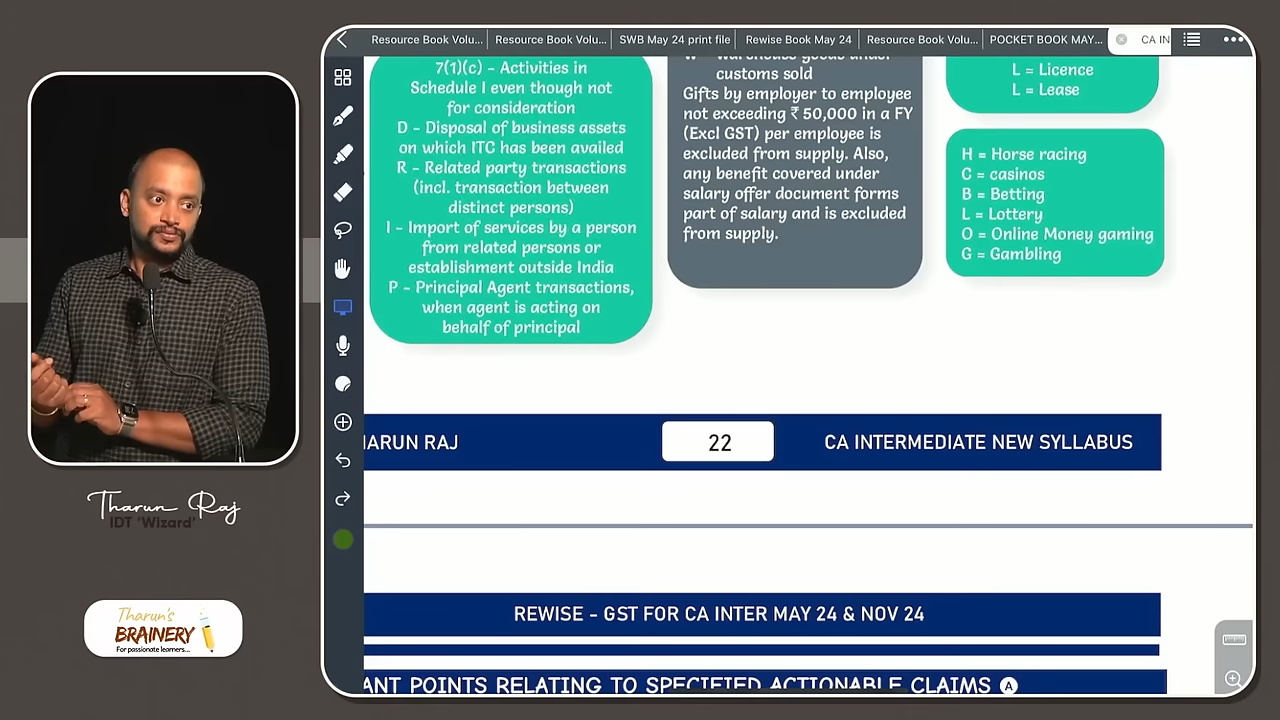 Resource Book Volu...
Resource Book Volu...
SWB May 24 print file
Rewise Book May 24
Resource Book Volu...
POCKET BOOK MAY...
CA IN
7(1)(c) – Activities in
Schedule I even though not
for consideration
D – Disposal of business assets
on which ITC has been availed
R – Related party transactions
(incl. transaction between
distinct persons)
I – Import of services by a person
from related persons or
establishment outside India
P – Principal Agent transactions,
when agent is acting on
behalf of principal
customs sold
Gifts by employer to employee
not exceeding ₹ 50,000 in a FY
(Excl GST) per employee is
excluded from supply. Also,
any benefit covered under
salary offer document forms
part of salary and is excluded
from supply.
L = Licence
L = Lease
H = Horse racing
C = casinos
B = Betting
L = Lottery
O = Online Money gaming
G = Gambling
HARUN RAJ
22
CA INTERMEDIATE NEW SYLLABUS
REWISE – GST FOR CA INTER MAY 24 & NOV 24
ANT POINTS RELATING TO SPECIFIED ACTIONABLE CLAIMS A
Tharun Raj
IDT 'Wizard'
Tharun's
BRAINERY
For passionate learners...